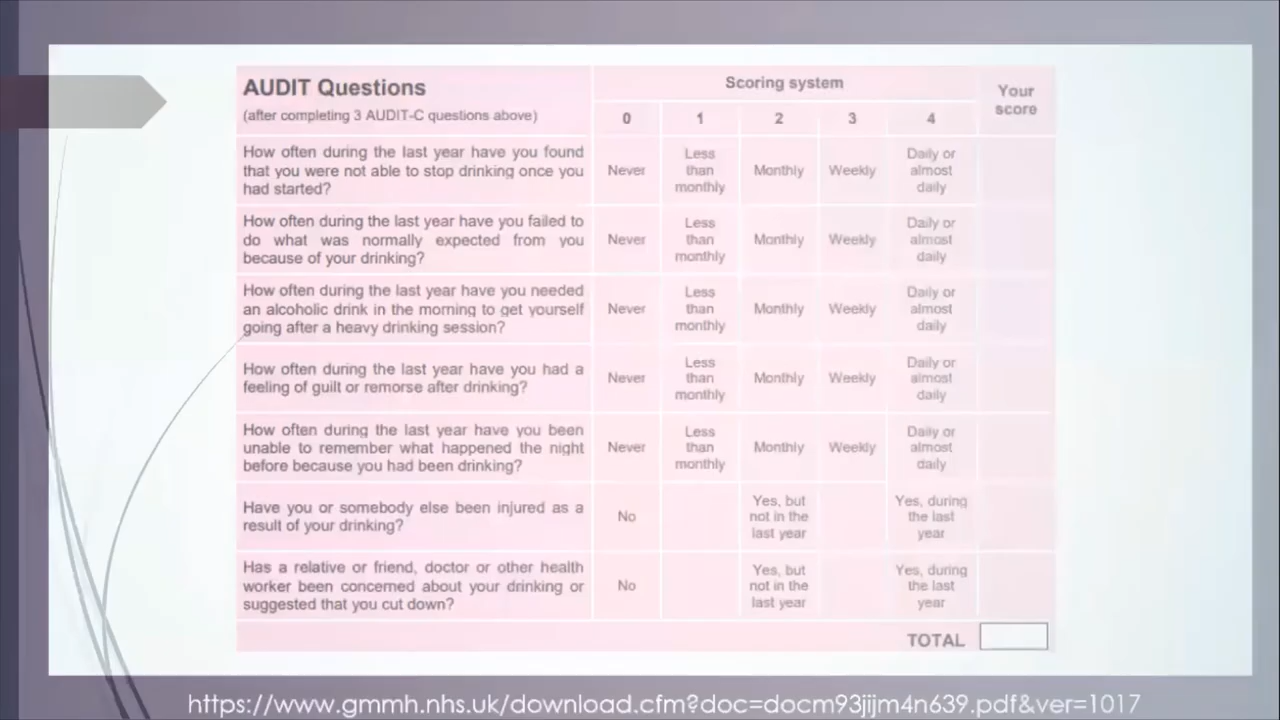 AUDIT Questions
(after completing 3 AUDIT-C questions above)
Scoring system
Your
score
0 1 2 3 4
How often during the last year have you found
that you were not able to stop drinking once you
had started?
Never
Less
than
monthly
Monthly
Weekly
Daily or
almost
daily
How often during the last year have you failed to
do what was normally expected from you
because of your drinking?
Never
Less
than
monthly
Monthly
Weekly
Daily or
almost
daily
How often during the last year have you needed
an alcoholic drink in the morning to get yourself
going after a heavy drinking session?
Never
Less
than
monthly
Monthly
Weekly
Daily or
almost
daily
How often during the last year have you had a
feeling of guilt or remorse after drinking?
Never
Less
than
monthly
Monthly
Weekly
Daily or
almost
daily
How often during the last year have you been
unable to remember what happened the night
before because you had been drinking?
Never
Less
than
monthly
Monthly
Weekly
Daily or
almost
daily
Have you or somebody else been injured as a
result of your drinking?
No
Yes, but
not in the
last year
Yes, during
the last
year
Has a relative or friend, doctor or other health
worker been concerned about your drinking or
suggested that you cut down?
No
Yes, but
not in the
last year
Yes, during
the last
year
TOTAL
https://www.gmmh.nhs.uk/download.cfm?doc=docm93jijm4n639.pdf&ver=1017